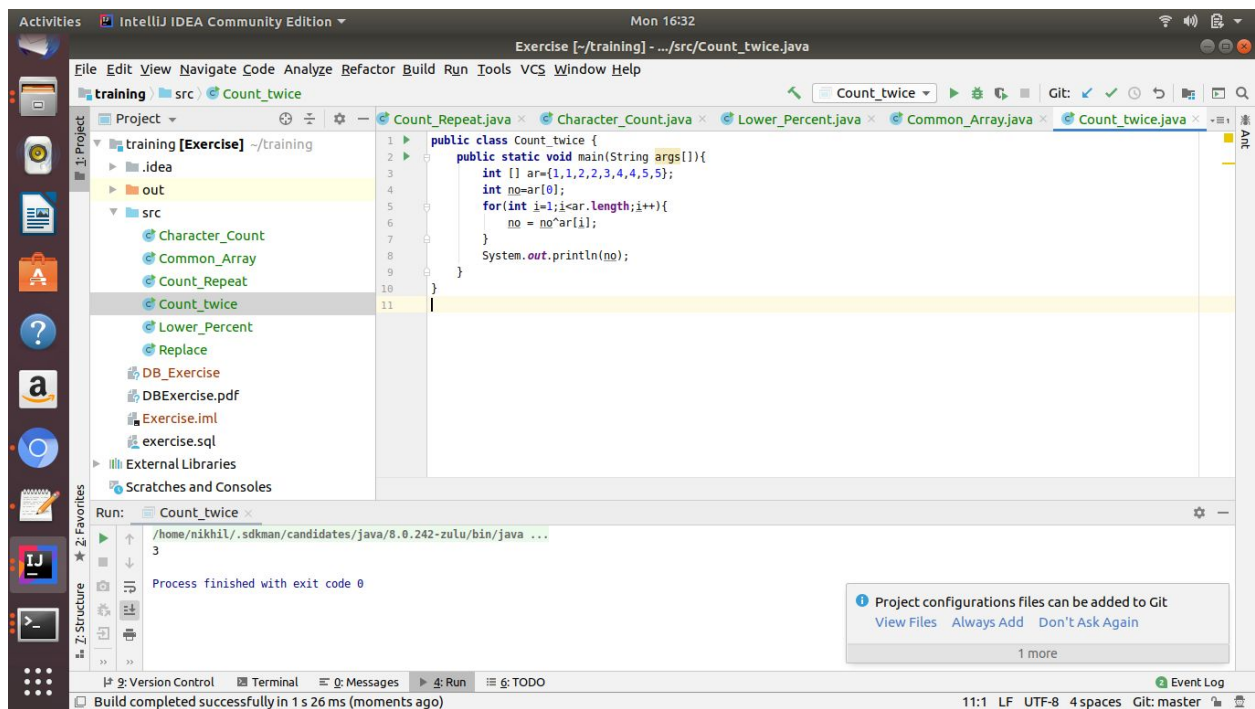 Activities IntelliJ IDEA Community Edition Mon 16:32
Exercise [~/training] - .../src/Count_twice.java
File Edit View Navigate Code Analyze Refactor Build Run Tools VCS Window Help
training src Count_twice Count_twice Git:
1: Project
Project
Count_Repeat.java Character_Count.java Lower_Percent.java Common_Array.java Count_twice.java
Ant
training [Exercise] ~/training
.idea
out
src
Character_Count
Common_Array
Count_Repeat
Count_twice
Lower_Percent
Replace
DB_Exercise
DBExercise.pdf
Exercise.iml
exercise.sql
External Libraries
Scratches and Consoles
1 public class Count_twice {
2 public static void main(String args[]){
3 int [] ar={1,1,2,2,3,4,4,5,5};
4 int no=ar[0];
5 for(int i=1;i<ar.length;i++){
6 no = no^ar[i];
7 }
8 System.out.println(no);
9 }
10 }
11
2: Favorites
Z: Structure
Run: Count_twice
/home/nikhil/.sdkman/candidates/java/8.0.242-zulu/bin/java ...
3
Process finished with exit code 0
Project configurations files can be added to Git
View Files Always Add Don't Ask Again
1 more
9: Version Control Terminal 0: Messages 4: Run 6: TODO 2 Event Log
Build completed successfully in 1 s 26 ms (moments ago) 11:1 LF UTF-8 4 spaces Git: master